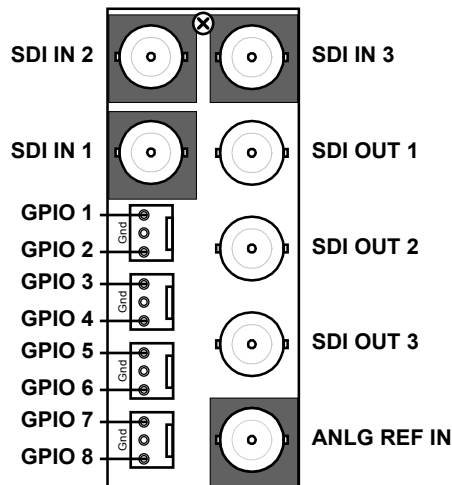 SDI IN 2
SDI IN 3
SDI IN 1
SDI OUT 1
GPIO 1
Gnd
GPIO 2
SDI OUT 2
GPIO 3
Gnd
GPIO 4
SDI OUT 3
GPIO 5
Gnd
GPIO 6
GPIO 7
Gnd
GPIO 8
ANLG REF IN